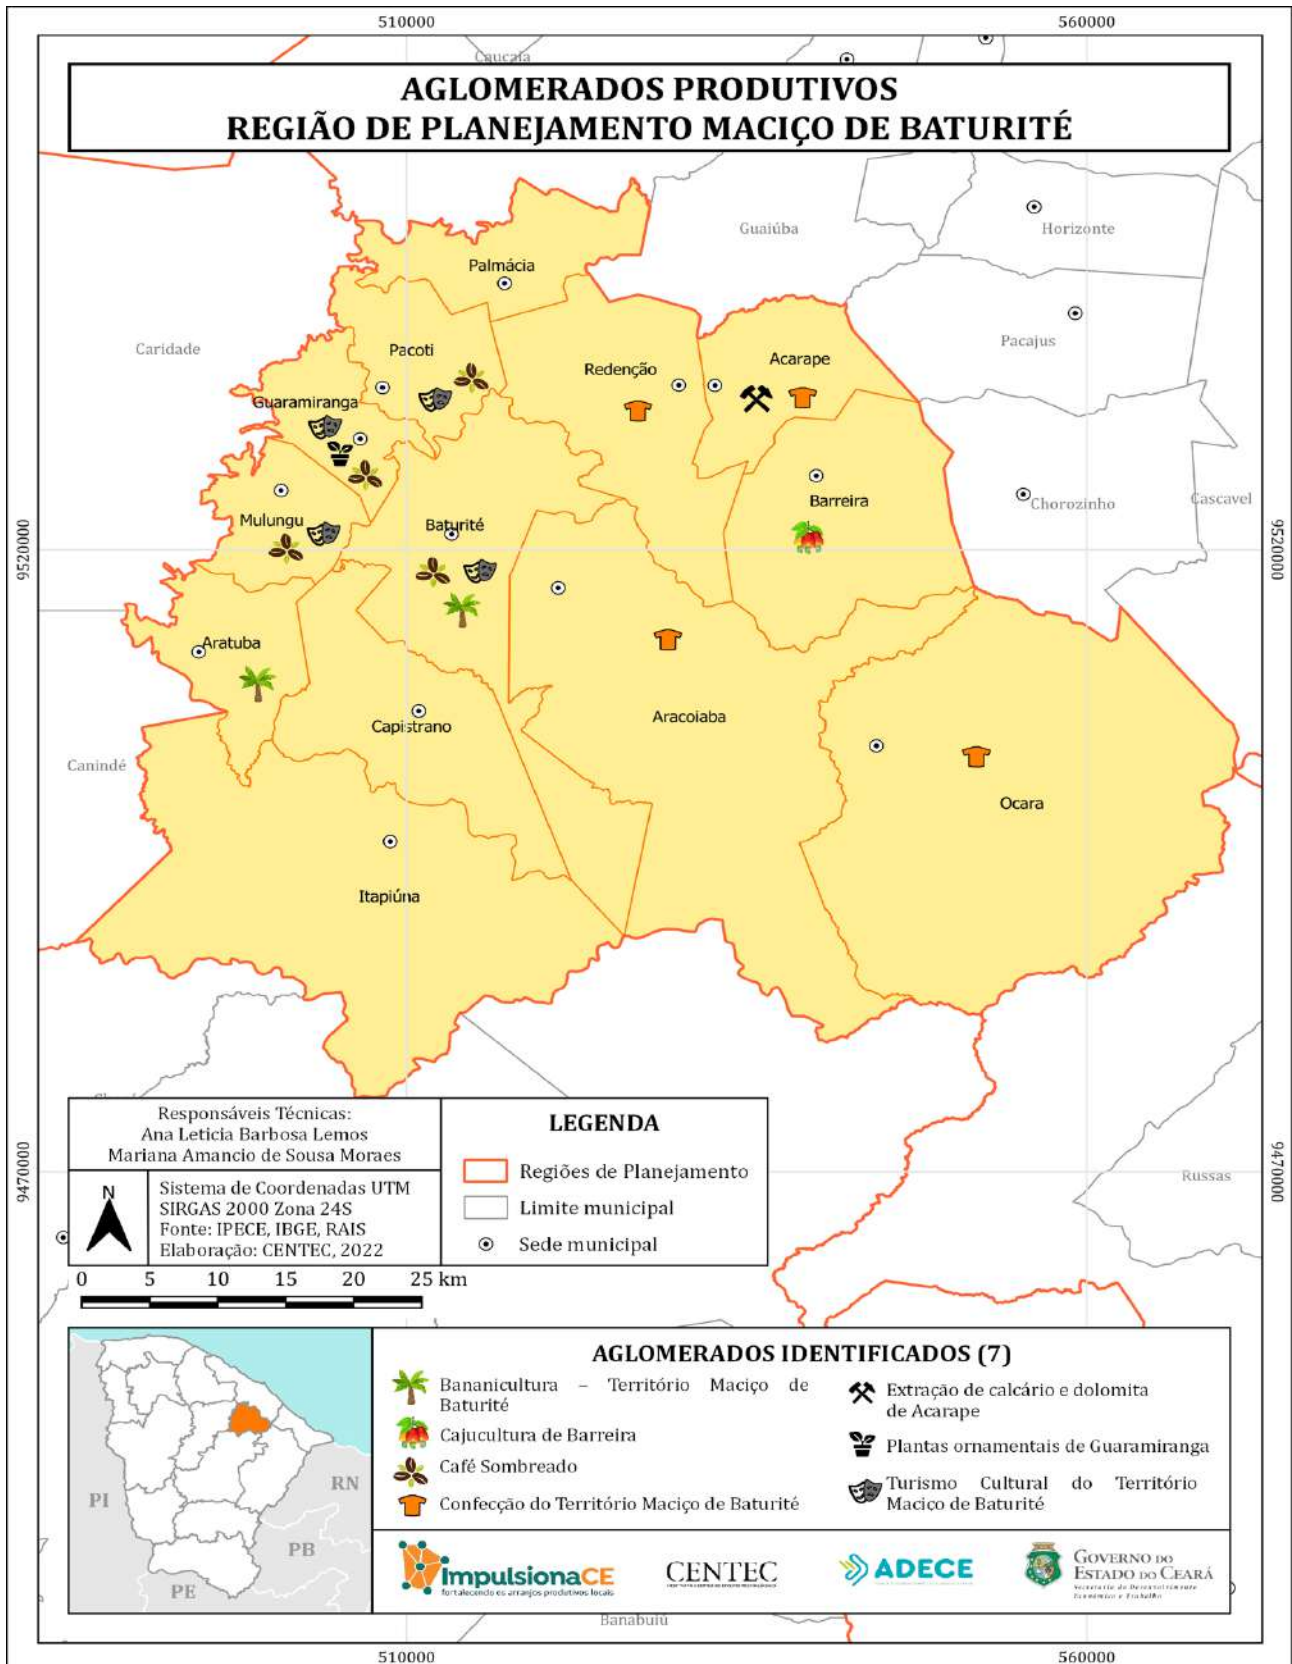 510000
560000
Caucaia
AGLOMERADOS PRODUTIVOS
REGIÃO DE PLANEJAMENTO MACIÇO DE BATURITÉ
Guaiúba
Horizonte
Palmácia
Caridade
Pacoti
Redenção
Acarape
Pacajus
Guaramiranga
Mulungu
Baturité
Barreira
Chorozinho
Cascavel
9520000
9520000
Aratuba
Capistrano
Aracoiaba
Canindé
Ocara
Itapiúna
Responsáveis Técnicas:
Ana Leticia Barbosa Lemos
Mariana Amancio de Sousa Moraes
N
Sistema de Coordenadas UTM
SIRGAS 2000 Zona 24S
Fonte: IPECE, IBGE, RAIS
Elaboração: CENTEC, 2022
LEGENDA
Regiões de Planejamento
Limite municipal
Sede municipal
9470000
9470000
Russas
0 5 10 15 20 25 km
PI
RN
PB
PE
AGLOMERADOS IDENTIFICADOS (7)
Bananicultura – Território Maciço de
Baturité
Cajucultura de Barreira
Café Sombreado
Confecção do Território Maciço de Baturité
Extração de calcário e dolomita
de Acarape
Plantas ornamentais de Guaramiranga
Turismo Cultural do Território
Maciço de Baturité
ImpulsionaCE
fortalecendo os arranjos produtivos locais
CENTEC
ADECE
GOVERNO DO
ESTADO DO CEARÁ
Secretaria do Desenvolvimento
Econômico e Trabalho
Banabuiú
510000
560000